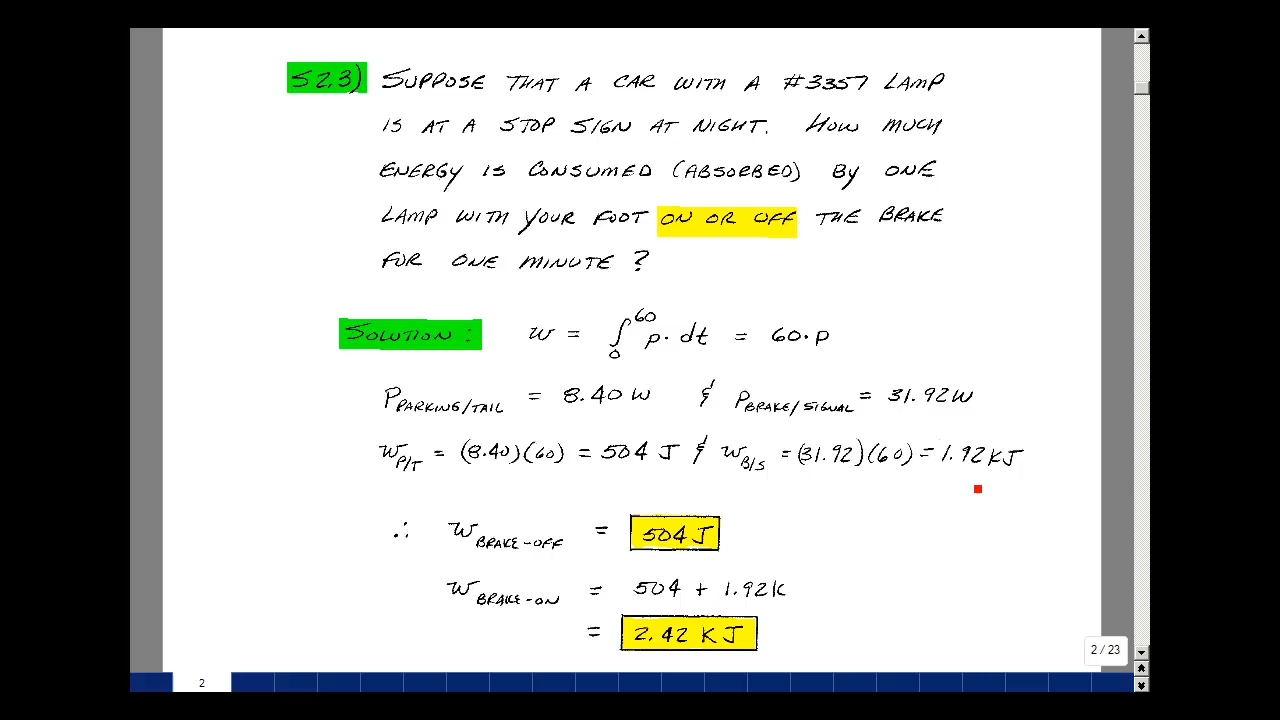 S2.3) SUPPOSE THAT A CAR WITH A #3357 LAMP
IS AT A STOP SIGN AT NIGHT. HOW MUCH
ENERGY IS CONSUMED (ABSORBED) BY ONE
LAMP WITH YOUR FOOT ON OR OFF THE BRAKE
FOR ONE MINUTE?
SOLUTION: w = ∫₀⁶⁰ p · dt = 60 · p
P_PARKING/TAIL = 8.40 W & P_BRAKE/SIGNAL = 31.92 W
w_P/T = (8.40)(60) = 504 J & w_B/S = (31.92)(60) = 1.92 KJ
∴ w_BRAKE-OFF = 504 J
w_BRAKE-ON = 504 + 1.92K
= 2.42 KJ
2 / 23
2